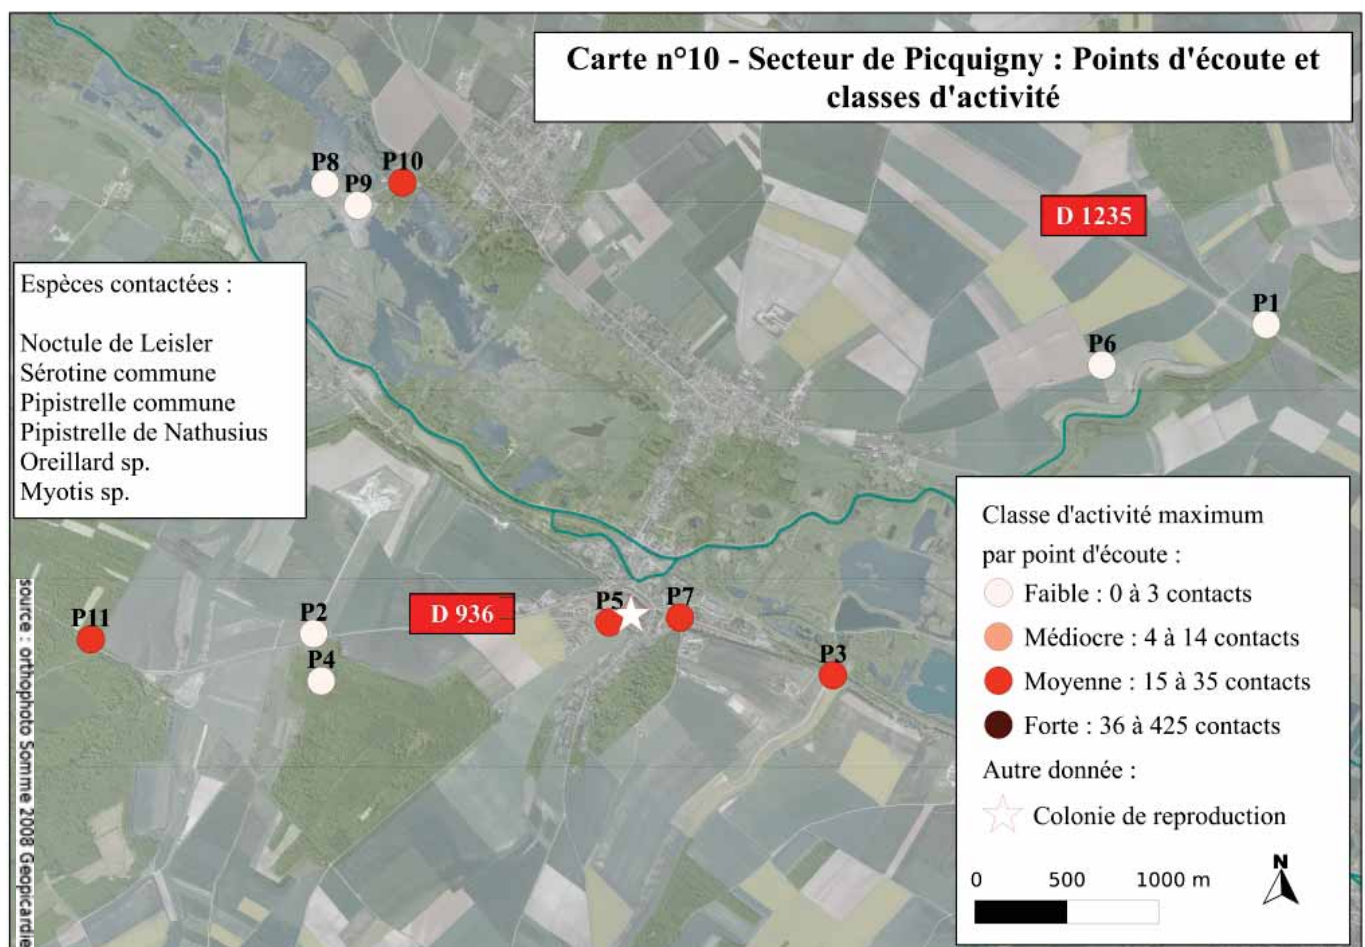 Carte n°10 - Secteur de Picquigny : Points d'écoute et
classes d'activité
P8
P9
P10
D 1235
P1
P6
Espèces contactées :
Noctule de Leisler
Sérotine commune
Pipistrelle commune
Pipistrelle de Nathusius
Oreillard sp.
Myotis sp.
P11
P2
P4
D 936
P5
P7
P3
Classe d'activité maximum
par point d'écoute :
Faible : 0 à 3 contacts
Médiocre : 4 à 14 contacts
Moyenne : 15 à 35 contacts
Forte : 36 à 425 contacts
Autre donnée :
Colonie de reproduction
0 500 1000 m
N
source : orthophoto Somme 2008 Geopicardie